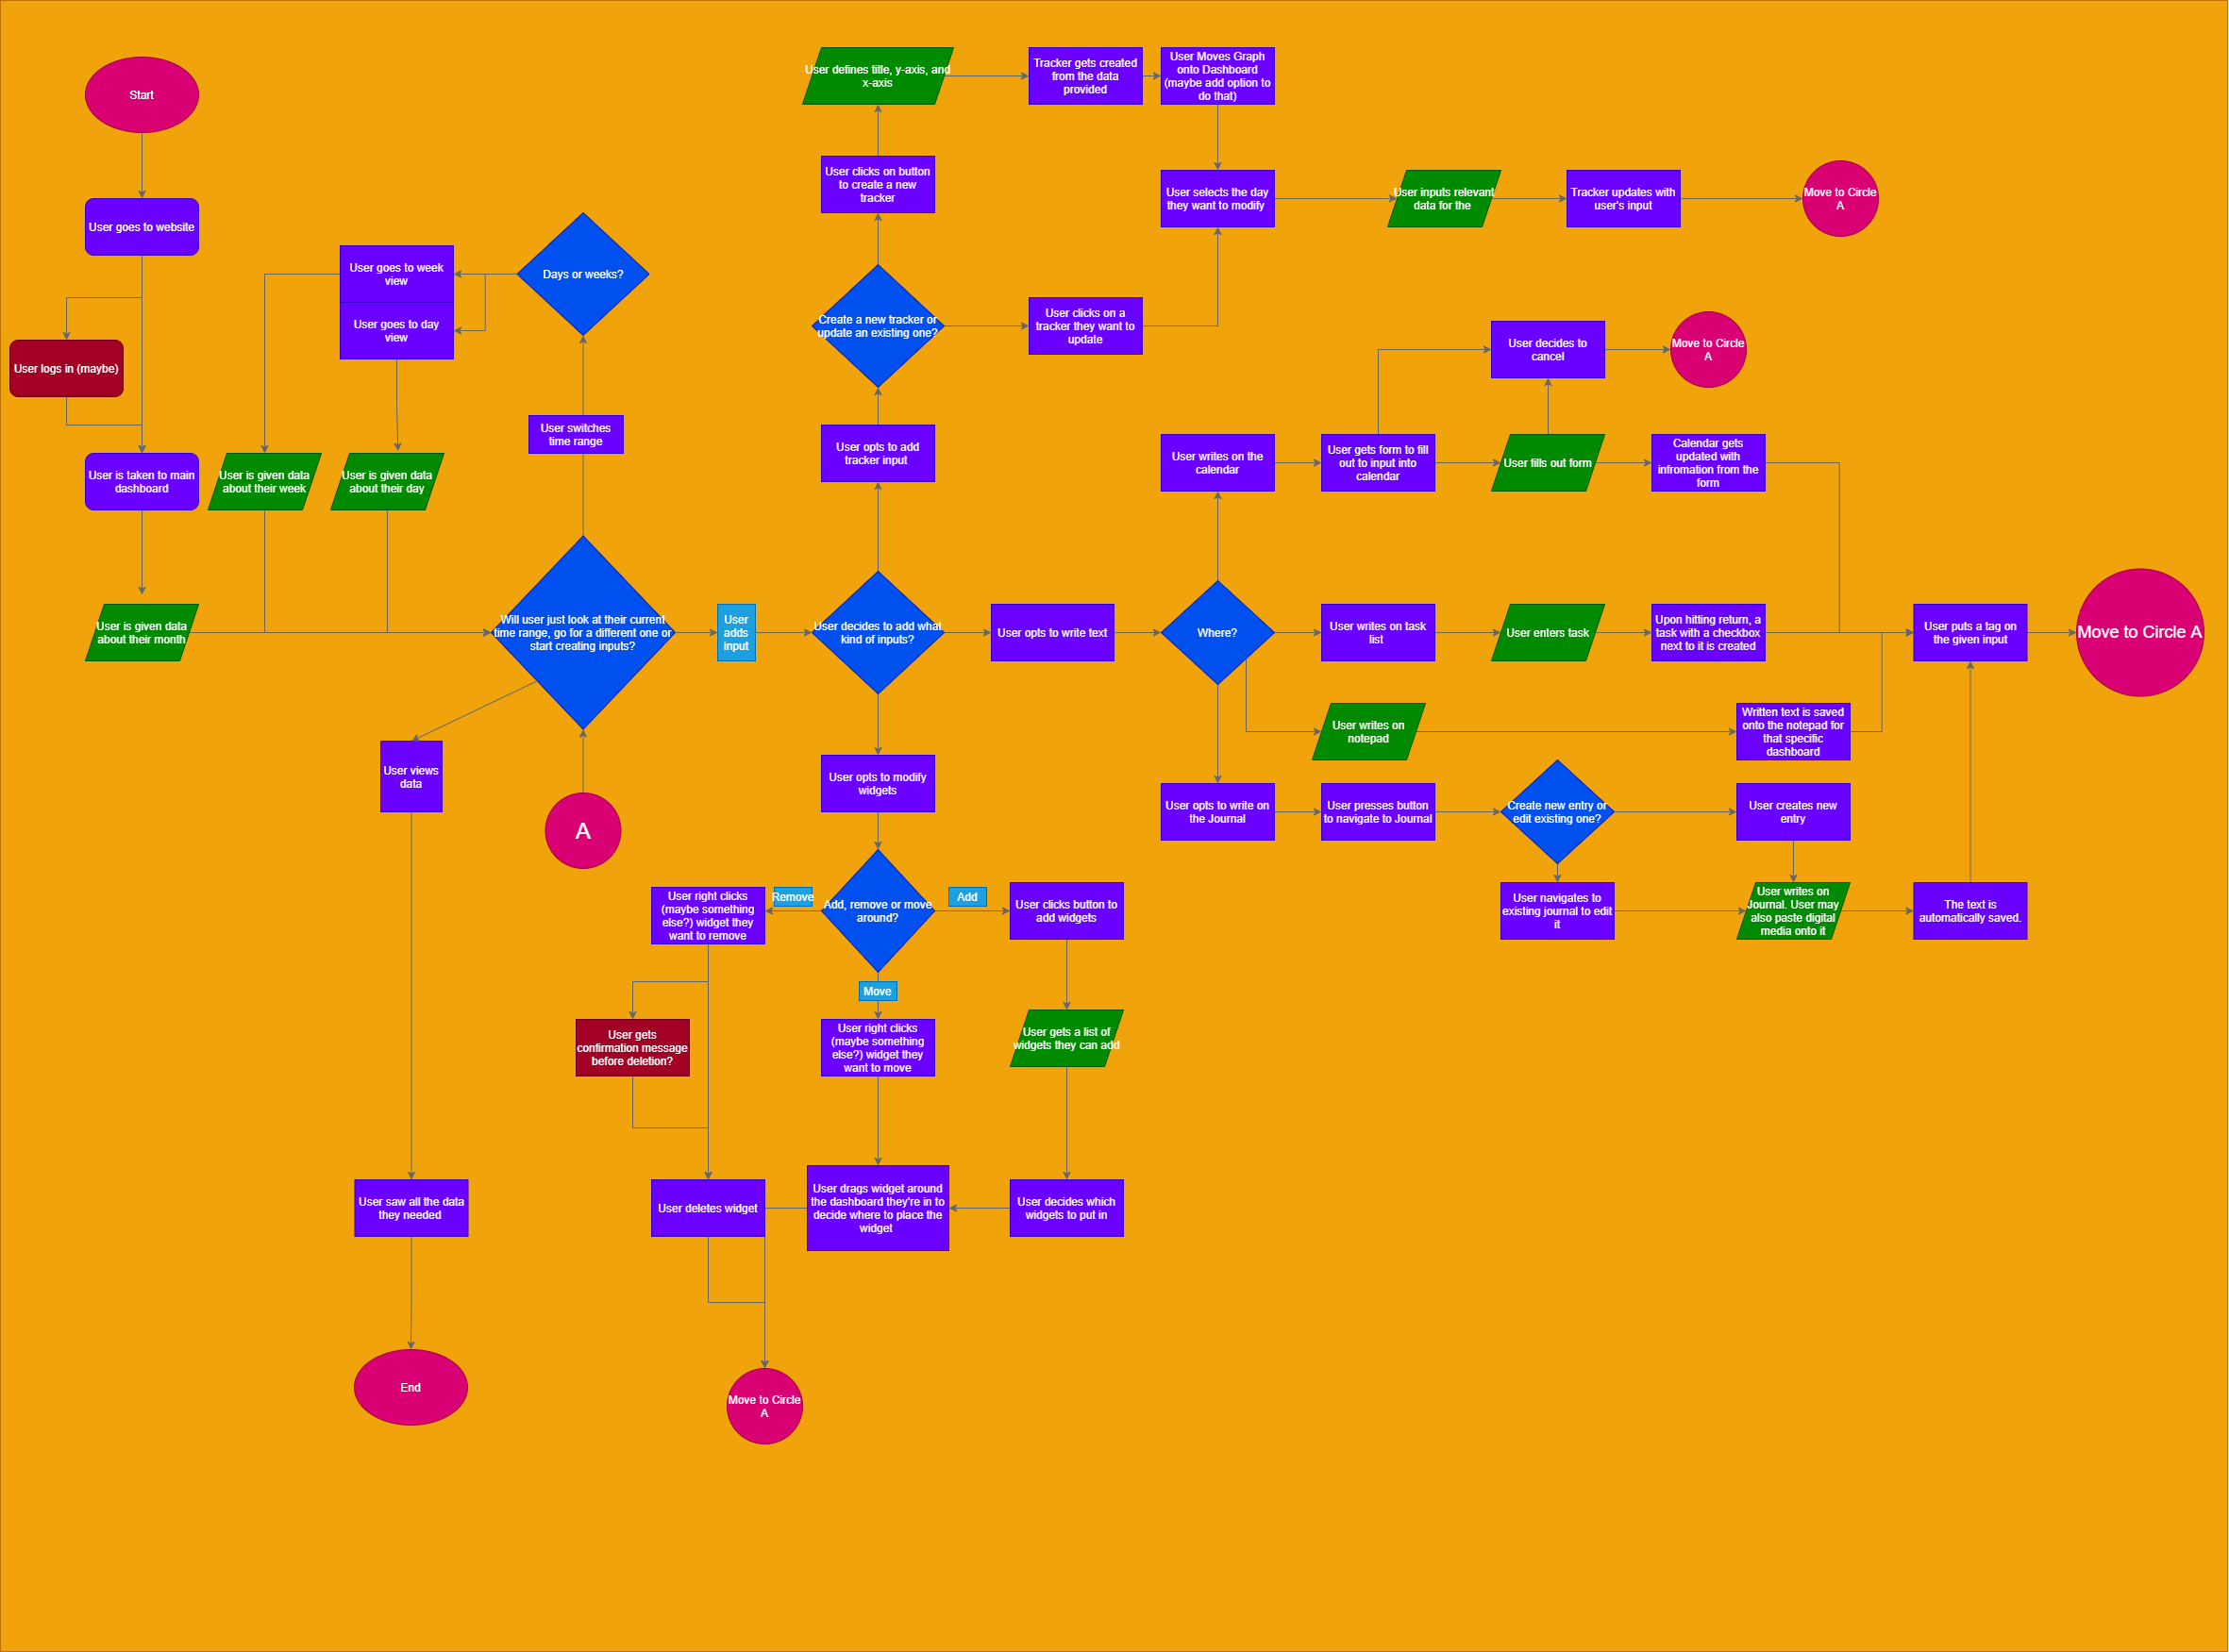 Start
User goes to website
User logs in (maybe)
User is taken to main
dashboard
User is given data
about their month
User is given data
about their week
User is given data
about their day
User goes to week
view
User goes to day
view
Days or weeks?
User switches
time range
Will user just look at their current
time range, go for a different one or
start creating inputs?
User views
data
A
User saw all the data
they needed
End
User
adds
input
User decides to add what
kind of inputs?
User opts to add
tracker input
Create a new tracker or
update an existing one?
User clicks on button
to create a new
tracker
User defines title, y-axis, and
x-axis
Tracker gets created
from the data
provided
User Moves Graph
onto Dashboard
(maybe add option to
do that)
User clicks on a
tracker they want to
update
User selects the day
they want to modify
User inputs relevant
data for the
Tracker updates with
user's input
Move to Circle
A
User opts to write text
Where?
User writes on the
calendar
User gets form to fill
out to input into
calendar
User fills out form
User decides to
cancel
Move to Circle
A
Calendar gets
updated with
infromation from the
form
User writes on task
list
User enters task
Upon hitting return, a
task with a checkbox
next to it is created
User puts a tag on
the given input
Move to Circle A
User writes on
notepad
Written text is saved
onto the notepad for
that specific
dashboard
User opts to write on
the Journal
User presses button
to navigate to Journal
Create new entry or
edit existing one?
User creates new
entry
User navigates to
existing journal to edit
it
User writes on
Journal. User may
also paste digital
media onto it
The text is
automatically saved.
User opts to modify
widgets
Add, remove or move
around?
Remove
Add
Move
User right clicks
(maybe something
else?) widget they
want to remove
User gets
confirmation message
before deletion?
User deletes widget
User right clicks
(maybe something
else?) widget they
want to move
User drags widget around
the dashboard they're in to
decide where to place the
widget
User clicks button to
add widgets
User gets a list of
widgets they can add
User decides which
widgets to put in
Move to Circle
A